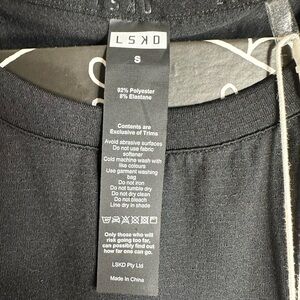 LSKD
S
92% Polyester
8% Elastane
Contents are
Exclusive of Trims
Avoid abrasive surfaces
Do not use fabric
softener
Cold machine wash with
like colours
Use garment washing
bag
Do not iron
Do not tumble dry
Do not dry clean
Do not bleach
Line dry in shade
Only those who will
risk going too far,
can possibly find out
how far one can go.
LSKD Pty Ltd
Made in China